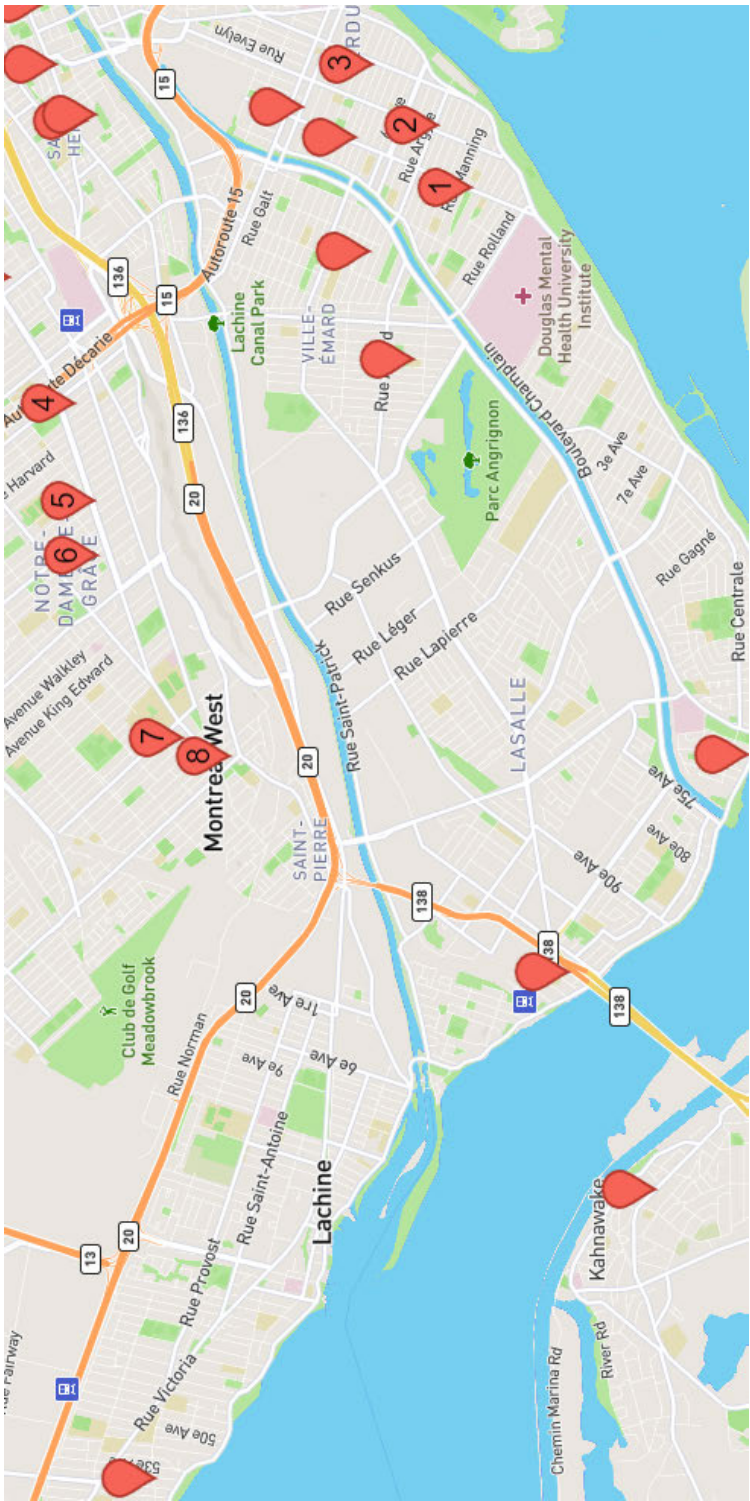 Fairway
13
20
Rue Victoria
50e Ave
53e
Rue Provost
Rue Saint-Antoine
Lachine
Rue Norman
Club de Golf
Meadowbrook
20
9e Ave
6e Ave
1re Ave
Avenue Walkley
Avenue King Edward
7
8
Montreal West
SAINT-
PIERRE
20
NOTRE-
DAME-
GRÂCE
6
5
4
Harvard
Décarie
20
136
136
15
15
Autoroute 15
Lachine
Canal Park
Rue Galt
Rue Evelyn
3
2
1
Rue Manning
Rue Rolland
VILLE-
ÉMARD
Rue
Parc Angrignon
Douglas Mental
Health University
Institute
Boulevard Champlain
3e Ave
7e Ave
Rue Gagné
Rue Centrale
Rue Senkus
Rue Léger
Rue Lapierre
Rue Saint-Patrick
LASALLE
75e Ave
80e Ave
90e Ave
138
138
138
Kahnawake
Chemin Marina Rd
River Rd